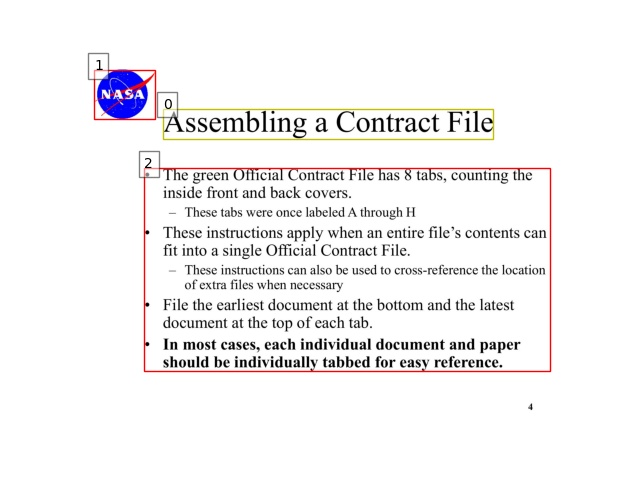 1
NASA
0
Assembling a Contract File
2
• The green Official Contract File has 8 tabs, counting the
inside front and back covers.
– These tabs were once labeled A through H
• These instructions apply when an entire file’s contents can
fit into a single Official Contract File.
– These instructions can also be used to cross-reference the location
of extra files when necessary
• File the earliest document at the bottom and the latest
document at the top of each tab.
• In most cases, each individual document and paper
should be individually tabbed for easy reference.
4